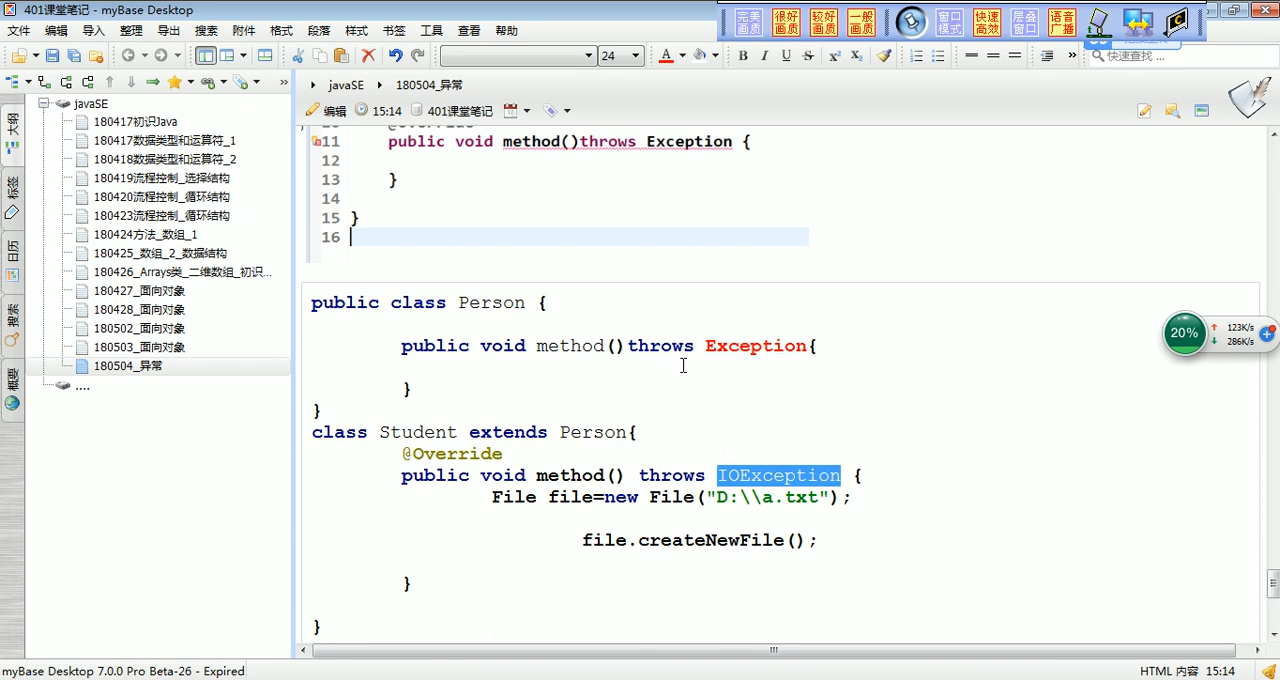 401课堂笔记 - myBase Desktop
完美画质 很好画质 较好画质 一般画质 窗口模式 快速高效 层叠窗口 语音广播
文件 编辑 导入 整理 导出 搜索 附件 格式 段落 样式 书签 工具 帮助
24 B I U S x² x₂ 快速查找 ...
javaSE javaSE 180504_异常
编辑 15:14 401课堂笔记
大纲
标签
日历
搜索
概要
180417初识Java
180417数据类型和运算符_1
180418数据类型和运算符_2
180419流程控制_选择结构
180420流程控制_循环结构
180423流程控制_循环结构
180424方法_数组_1
180425_数组_2_数据结构
180426_Arrays类_二维数组_初识...
180427_面向对象
180428_面向对象
180502_面向对象
180503_面向对象
180504_异常
....
10 @Override
11 public void method()throws Exception {
12
13 }
14
15 }
16
public class Person {
public void method()throws Exception{
}
}
class Student extends Person{
@Override
public void method() throws IOException {
File file=new File("D:\\a.txt");
file.createNewFile();
}
}
20% 123K/s
286K/s
myBase Desktop 7.0.0 Pro Beta-26 - Expired HTML 内容 15:14